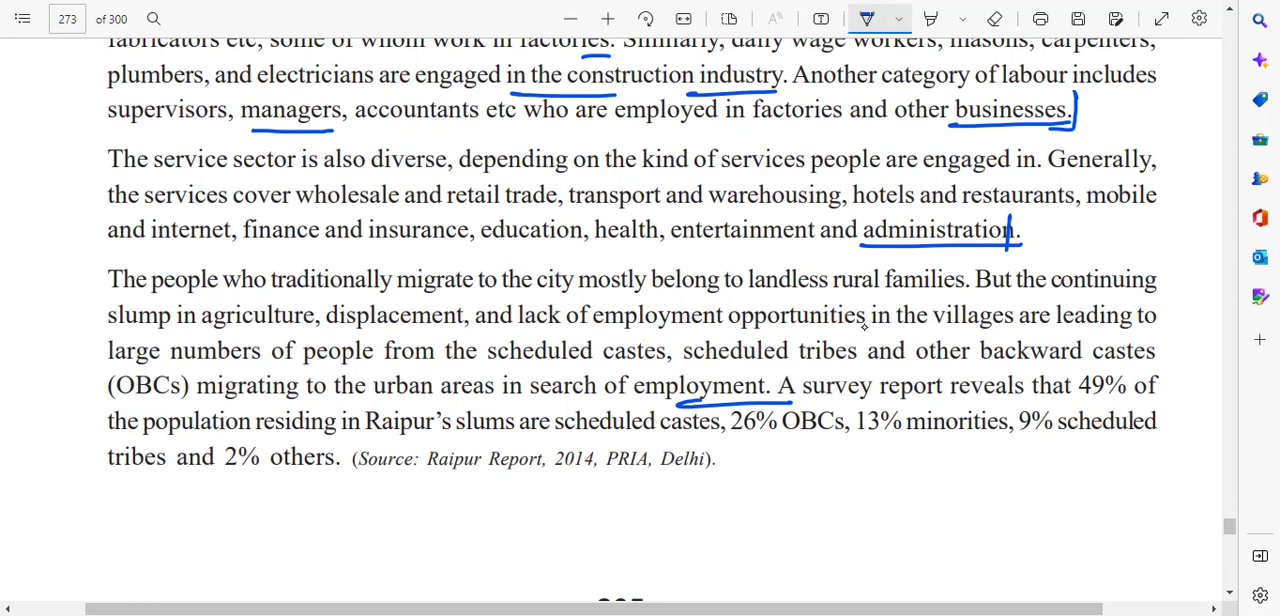 273 of 300
fabricators etc, some of whom work in factories. Similarly, daily wage workers, masons, carpenters,
plumbers, and electricians are engaged in the construction industry. Another category of labour includes
supervisors, managers, accountants etc who are employed in factories and other businesses.
The service sector is also diverse, depending on the kind of services people are engaged in. Generally,
the services cover wholesale and retail trade, transport and warehousing, hotels and restaurants, mobile
and internet, finance and insurance, education, health, entertainment and administration.
The people who traditionally migrate to the city mostly belong to landless rural families. But the continuing
slump in agriculture, displacement, and lack of employment opportunities in the villages are leading to
large numbers of people from the scheduled castes, scheduled tribes and other backward castes
(OBCs) migrating to the urban areas in search of employment. A survey report reveals that 49% of
the population residing in Raipur's slums are scheduled castes, 26% OBCs, 13% minorities, 9% scheduled
tribes and 2% others. (Source: Raipur Report, 2014, PRIA, Delhi).